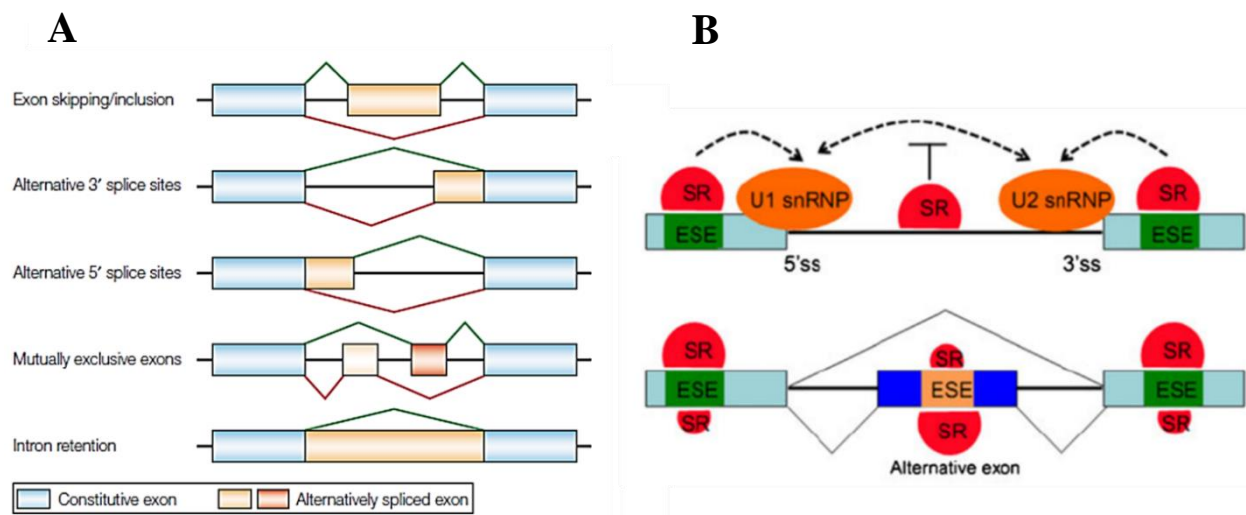 A
Exon skipping/inclusion
Alternative 3′ splice sites
Alternative 5′ splice sites
Mutually exclusive exons
Intron retention
Constitutive exon
Alternatively spliced exon
B
SR
U1 snRNP
SR
U2 snRNP
SR
ESE
ESE
5'ss
3'ss
SR
SR
SR
ESE
ESE
ESE
SR
SR
SR
Alternative exon